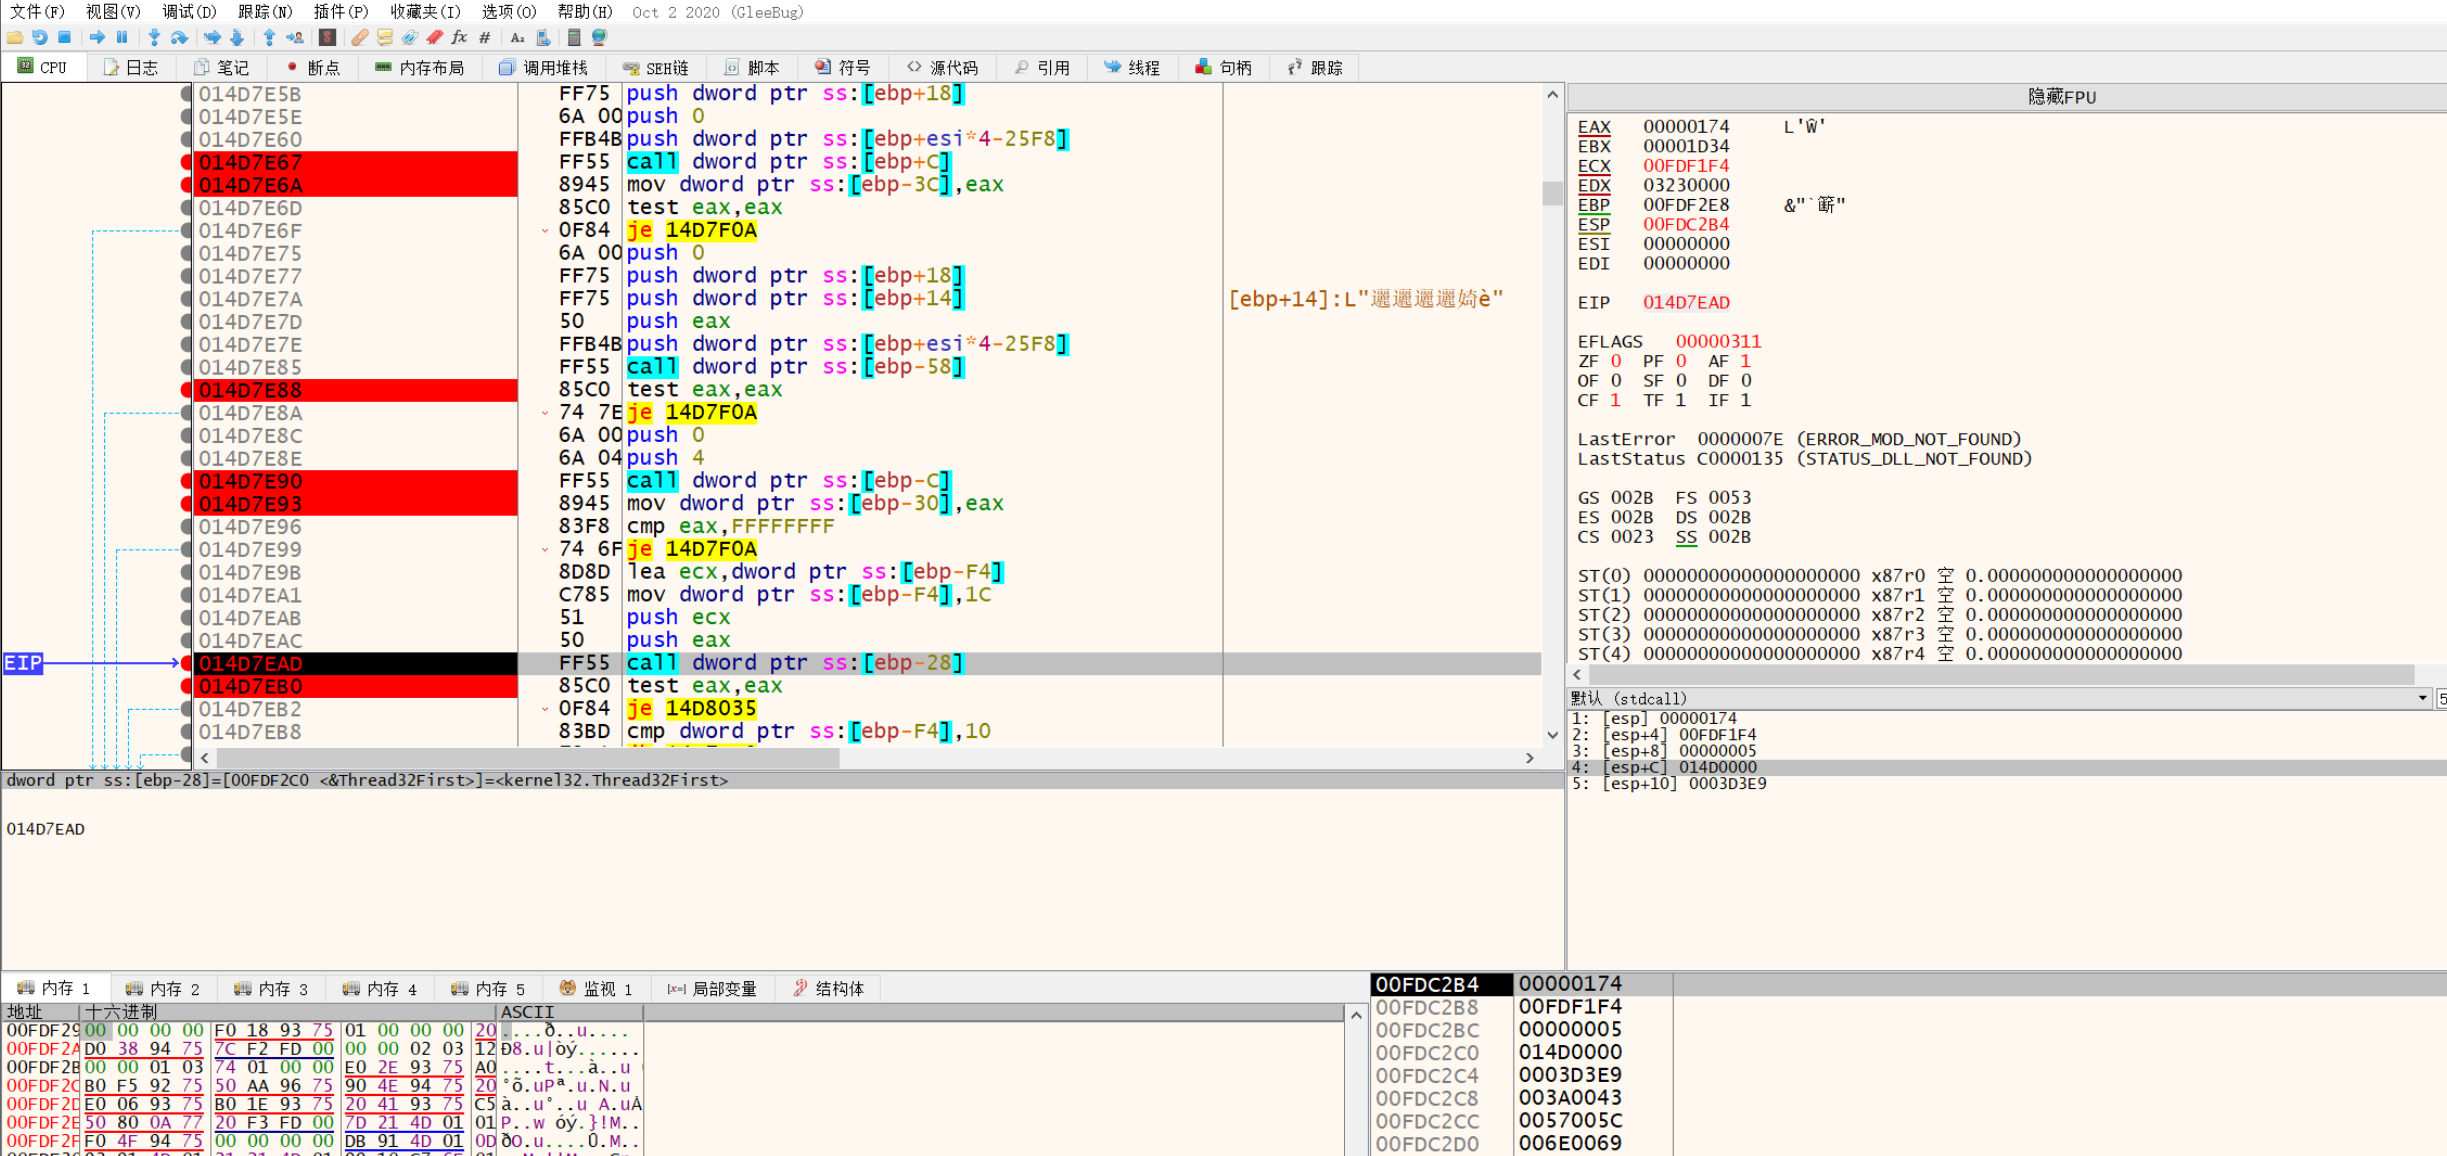 文件(F) 视图(V) 调试(D) 跟踪(N) 插件(P) 收藏夹(I) 选项(O) 帮助(H) Oct 2 2020 (GleeBug)
CPU 日志 笔记 断点 内存布局 调用堆栈 SEH链 脚本 符号 源代码 引用 线程 句柄 跟踪
014D7E5B FF75 push dword ptr ss:[ebp+18]
014D7E5E 6A 00 push 0
014D7E60 FFB4B push dword ptr ss:[ebp+esi*4-25F8]
014D7E67 FF55 call dword ptr ss:[ebp+C]
014D7E6A 8945 mov dword ptr ss:[ebp-3C],eax
014D7E6D 85C0 test eax,eax
014D7E6F 0F84 je 14D7F0A
014D7E75 6A 00 push 0
014D7E77 FF75 push dword ptr ss:[ebp+18]
014D7E7A FF75 push dword ptr ss:[ebp+14]
014D7E7D 50 push eax
014D7E7E FFB4B push dword ptr ss:[ebp+esi*4-25F8]
014D7E85 FF55 call dword ptr ss:[ebp-58]
014D7E88 85C0 test eax,eax
014D7E8A 74 7E je 14D7F0A
014D7E8C 6A 00 push 0
014D7E8E 6A 04 push 4
014D7E90 FF55 call dword ptr ss:[ebp-C]
014D7E93 8945 mov dword ptr ss:[ebp-30],eax
014D7E96 83F8 cmp eax,FFFFFFFF
014D7E99 74 6F je 14D7F0A
014D7E9B 8D8D lea ecx,dword ptr ss:[ebp-F4]
014D7EA1 C785 mov dword ptr ss:[ebp-F4],1C
014D7EAB 51 push ecx
014D7EAC 50 push eax
EIP 014D7EAD FF55 call dword ptr ss:[ebp-28]
014D7EB0 85C0 test eax,eax
014D7EB2 0F84 je 14D8035
014D7EB8 83BD cmp dword ptr ss:[ebp-F4],10
dword ptr ss:[ebp-28]=[00FDF2C0 <&Thread32First>]=<kernel32.Thread32First>
014D7EAD
隐藏FPU
EAX 00000174 L'Ŵ'
EBX 00001D34
ECX 00FDF1F4
EDX 03230000
EBP 00FDF2E8
ESP 00FDC2B4
ESI 00000000
EDI 00000000
EIP 014D7EAD
EFLAGS 00000311
ZF 0 PF 0 AF 1
OF 0 SF 0 DF 0
CF 1 TF 1 IF 1
LastError 0000007E (ERROR_MOD_NOT_FOUND)
LastStatus C0000135 (STATUS_DLL_NOT_FOUND)
GS 002B FS 0053
ES 002B DS 002B
CS 0023 SS 002B
ST(0) 00000000000000000000 x87r0 空 0.000000000000000000
ST(1) 00000000000000000000 x87r1 空 0.000000000000000000
ST(2) 00000000000000000000 x87r2 空 0.000000000000000000
ST(3) 00000000000000000000 x87r3 空 0.000000000000000000
ST(4) 00000000000000000000 x87r4 空 0.000000000000000000
默认 (stdcall) 5
1: [esp] 00000174
2: [esp+4] 00FDF1F4
3: [esp+8] 00000005
4: [esp+C] 014D0000
5: [esp+10] 0003D3E9
内存 1 内存 2 内存 3 内存 4 内存 5 监视 1 [x=] 局部变量 结构体
地址 十六进制 ASCII
00FDF29 00 00 00 00 F0 18 93 75 01 00 00 00 20 ....ð..u....
00FDF2A D0 38 94 75 7C F2 FD 00 00 00 02 03 12 Ð8.u|òý......
00FDF2B 00 00 01 03 74 01 00 00 E0 2E 93 75 A0 ....t...à..u
00FDF2C B0 F5 92 75 50 AA 96 75 90 4E 94 75 20 °õ.uPª.u.N.u
00FDF2D E0 06 93 75 B0 1E 93 75 20 41 93 75 C5 à..u°..u A.uÅ
00FDF2E 50 80 0A 77 20 F3 FD 00 7D 21 4D 01 01 P..w óý.}!M..
00FDF2F F0 4F 94 75 00 00 00 00 DB 91 4D 01 0D ðO.u....Û.M..
00FDC2B4 00000174
00FDC2B8 00FDF1F4
00FDC2BC 00000005
00FDC2C0 014D0000
00FDC2C4 0003D3E9
00FDC2C8 003A0043
00FDC2CC 0057005C
00FDC2D0 006E0069